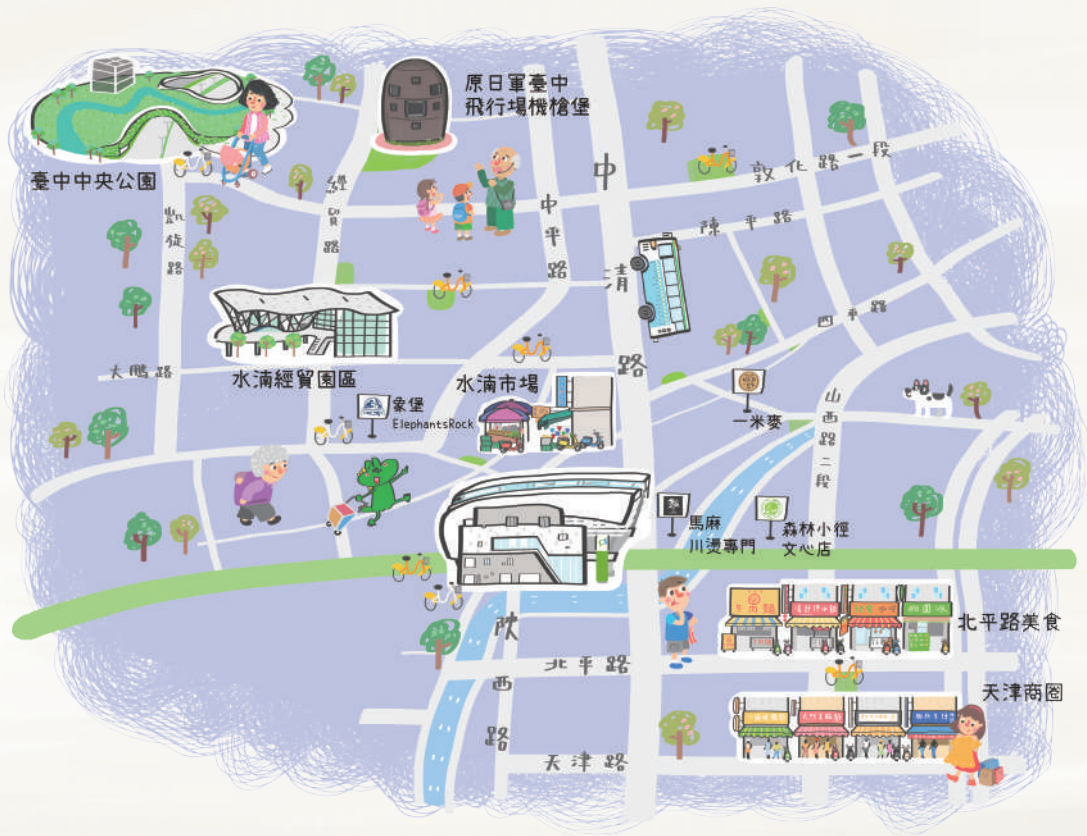 原日軍臺中
飛行場機槍堡
臺中中央公園
中清路
敦化路一段
陳平路
中平路
經貿路
凱旋路
四平路
大鵬路
水湳經貿園區
水湳市場
象堡
ElephantsRock
一米麥
山西路二段
馬麻
川燙專門
森林小徑
文心店
北平路美食
陜西路
北平路
天津商圈
天津路